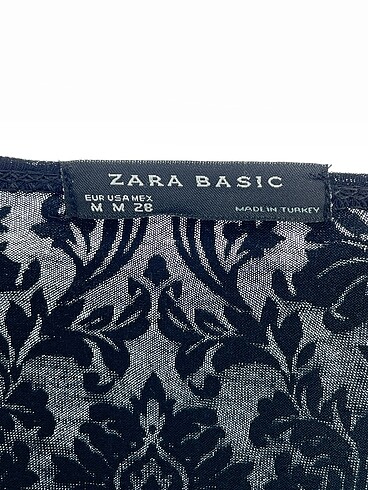 ZARA BASIC
EUR USA MEX
M M 28
MADE IN TURKEY